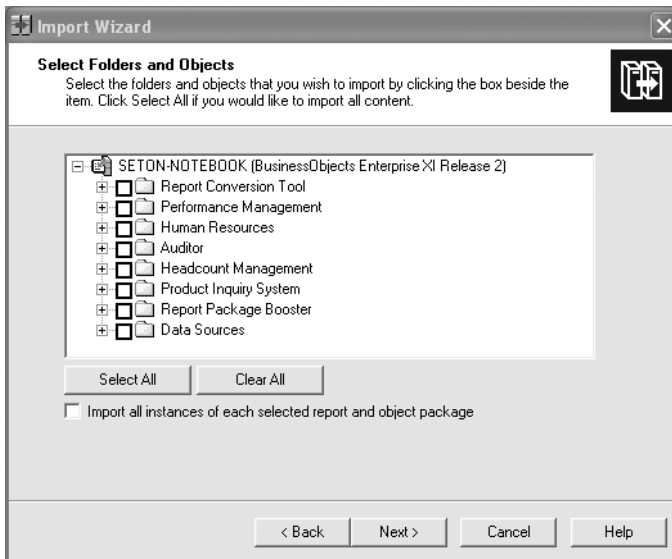 Import Wizard
Select Folders and Objects
Select the folders and objects that you wish to import by clicking the box beside the
item. Click Select All if you would like to import all content.
SETON-NOTEBOOK (BusinessObjects Enterprise XI Release 2)
Report Conversion Tool
Performance Management
Human Resources
Auditor
Headcount Management
Product Inquiry System
Report Package Booster
Data Sources
Select All Clear All
Import all instances of each selected report and object package
< Back Next > Cancel Help